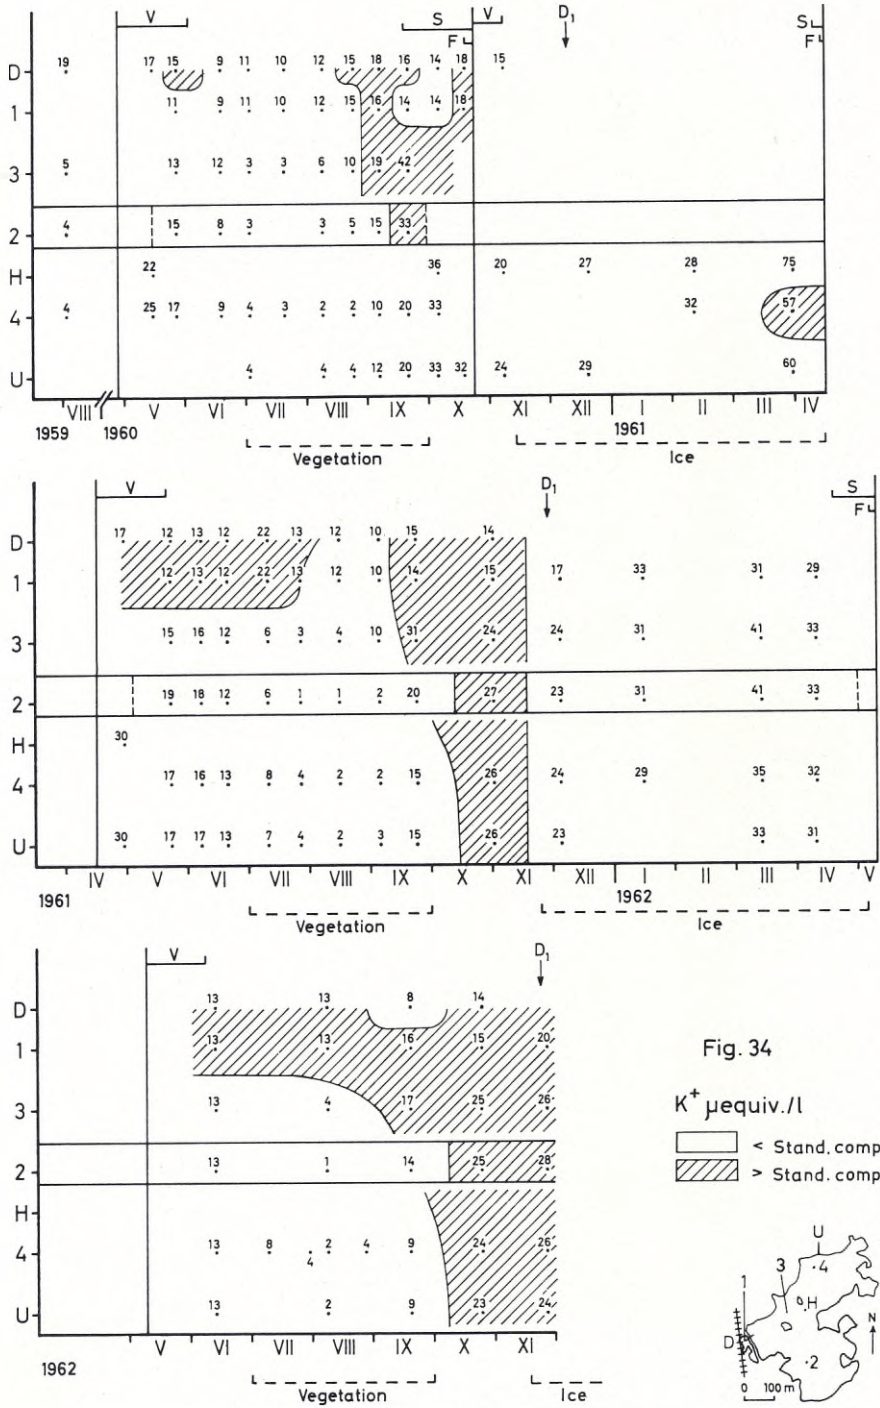 V S V D₁ S
F F
D 19 17 15 9 11 10 12 15 18 16 14 18 15
1 11 9 11 10 12 15 16 14 14 18
3 5 13 12 3 3 6 10 19 42
2 4 15 8 3 3 5 15 33
H 22 36 20 27 28 75
4 4 25 17 9 4 3 2 2 10 20 33 32 57
U 4 4 4 12 20 33 32 24 29 60
VIII V VI VII VIII IX X XI XII I II III IV
1959 1960 1961
Vegetation Ice
V D₁ S
F
D 17 12 13 12 22 13 12 10 15 14
1 12 13 12 22 13 12 10 14 15 17 33 31 29
3 15 16 12 6 3 4 10 31 24 24 31 41 33
2 19 18 12 6 1 1 2 20 27 23 31 41 33
H 30
4 17 16 13 8 4 2 2 15 26 24 29 35 32
U 30 17 17 13 7 4 2 3 15 26 23 33 31
IV V VI VII VIII IX X XI XII I II III IV V
1961 1962
Vegetation Ice
V D₁
D 13 13 8 14
1 13 13 16 15 20
3 13 4 17 25 26
2 13 1 14 25 28
H
4 13 8 4 2 4 9 24 26
U 13 2 9 23 24
V VI VII VIII IX X XI
1962
Vegetation Ice
Fig. 34
K⁺ µequiv./l
< Stand. comp
> Stand. comp
U
4
3
1
H
N
D
2
0 100 m